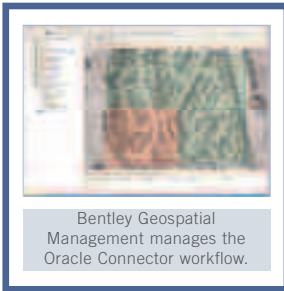 Bentley Geospatial
Management manages the
Oracle Connector workflow.